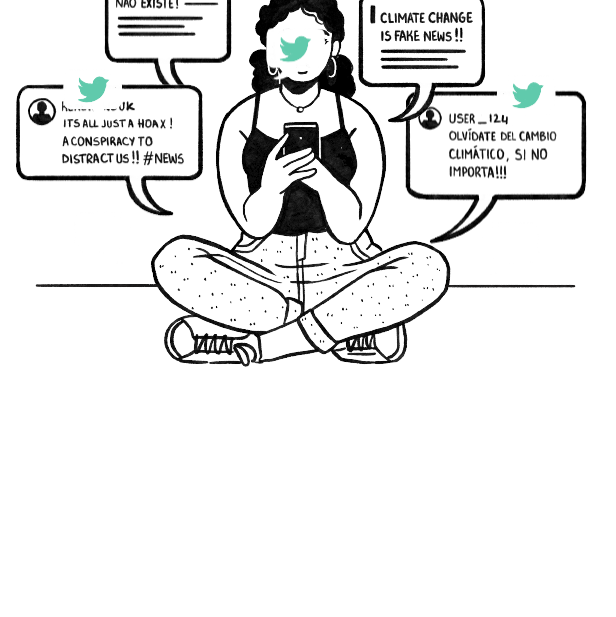 NÃO EXISTE!
CLIMATE CHANGE
IS FAKE NEWS!!
ITS ALL JUST A HOAX!
A CONSPIRACY TO
DISTRACT US!! #NEWS
USER_124
OLVÍDATE DEL CAMBIO
CLIMÁTICO, SI NO
IMPORTA!!!